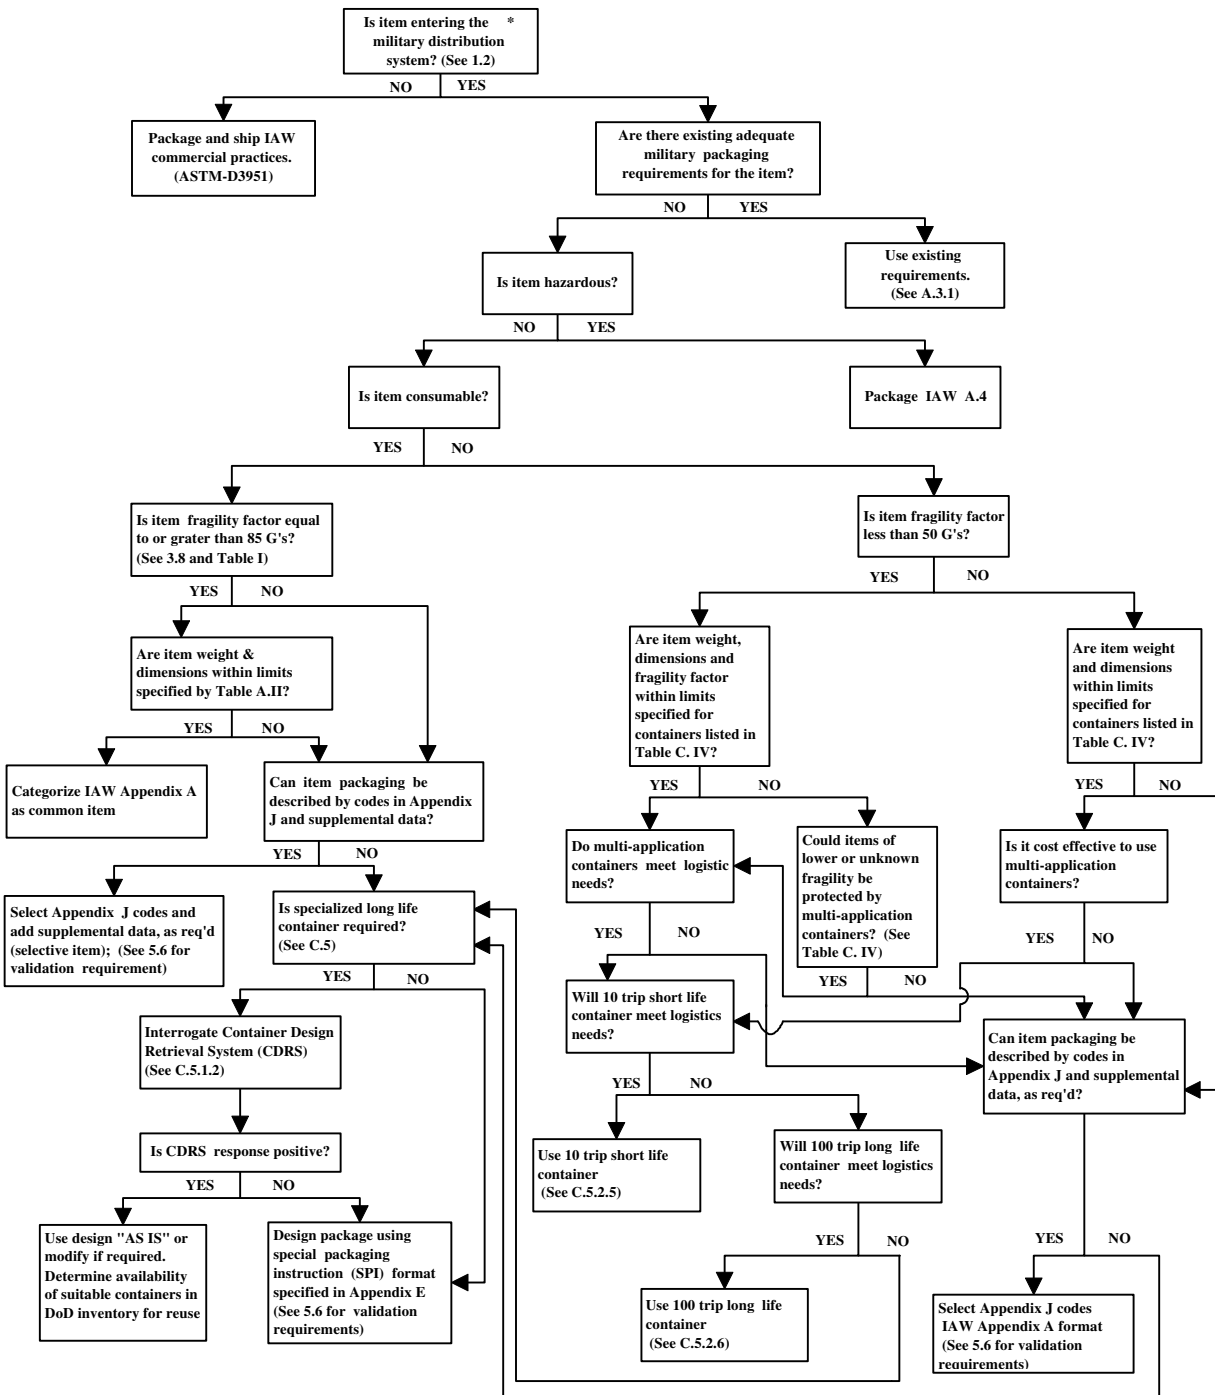 Is item entering the *
military distribution
system? (See 1.2)
NO YES
Package and ship IAW
commercial practices.
(ASTM-D3951)
Are there existing adequate
military packaging
requirements for the item?
NO YES
Is item hazardous?
Use existing
requirements.
(See A.3.1)
NO YES
Is item consumable?
Package IAW A.4
YES NO
Is item fragility factor equal
to or grater than 85 G's?
(See 3.8 and Table I)
Is item fragility factor
less than 50 G's?
YES NO
YES NO
Are item weight &
dimensions within limits
specified by Table A.II?
Are item weight,
dimensions and
fragility factor
within limits
specified for
containers listed in
Table C. IV?
Are item weight
and dimensions
within limits
specified for
containers listed in
Table C. IV?
YES NO
Categorize IAW Appendix A
as common item
Can item packaging be
described by codes in Appendix
J and supplemental data?
YES NO
YES NO
Do multi-application
containers meet logistic
needs?
Could items of
lower or unknown
fragility be
protected by
multi-application
containers? (See
Table C. IV)
Is it cost effective to use
multi-application
containers?
YES NO
Select Appendix J codes and
add supplemental data, as req'd
(selective item); (See 5.6 for
validation requirement)
Is specialized long life
container required?
(See C.5)
YES NO
YES NO
YES NO
YES NO
Interrogate Container Design
Retrieval System (CDRS)
(See C.5.1.2)
Will 10 trip short life
container meet logistics
needs?
Can item packaging be
described by codes in
Appendix J and supplemental
data, as req'd?
YES NO
Is CDRS response positive?
Use 10 trip short life
container
(See C.5.2.5)
Will 100 trip long life
container meet logistics
needs?
YES NO
Use design "AS IS" or
modify if required.
Determine availability
of suitable containers in
DoD inventory for reuse
Design package using
special packaging
instruction (SPI) format
specified in Appendix E
(See 5.6 for validation
requirements)
YES NO
YES NO
Use 100 trip long life
container
(See C.5.2.6)
Select Appendix J codes
IAW Appendix A format
(See 5.6 for validation
requirements)